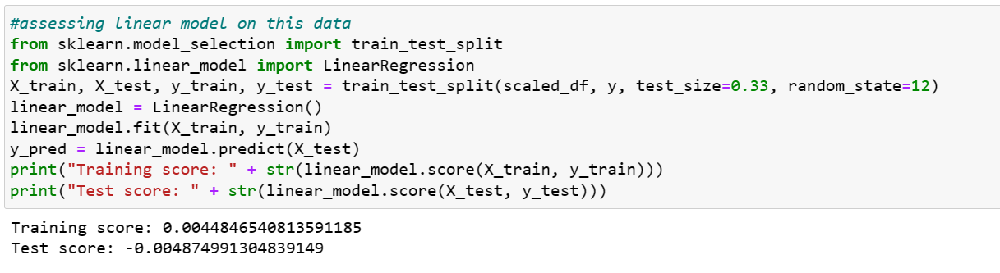 #assessing linear model on this data
from sklearn.model_selection import train_test_split
from sklearn.linear_model import LinearRegression
X_train, X_test, y_train, y_test = train_test_split(scaled_df, y, test_size=0.33, random_state=12)
linear_model = LinearRegression()
linear_model.fit(X_train, y_train)
y_pred = linear_model.predict(X_test)
print("Training score: " + str(linear_model.score(X_train, y_train)))
print("Test score: " + str(linear_model.score(X_test, y_test)))
Training score: 0.0044846540813591185
Test score: -0.004874991304839149